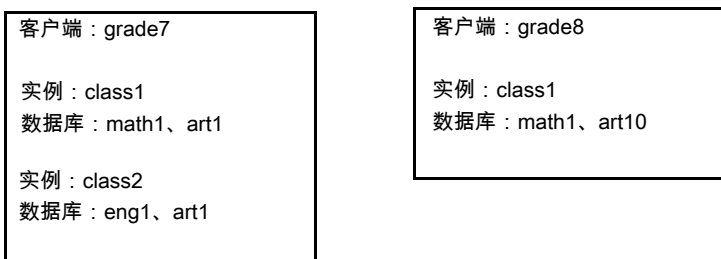 客户端：grade7
实例：class1
数据库：math1、art1
实例：class2
数据库：eng1、art1
客户端：grade8
实例：class1
数据库：math1、art10